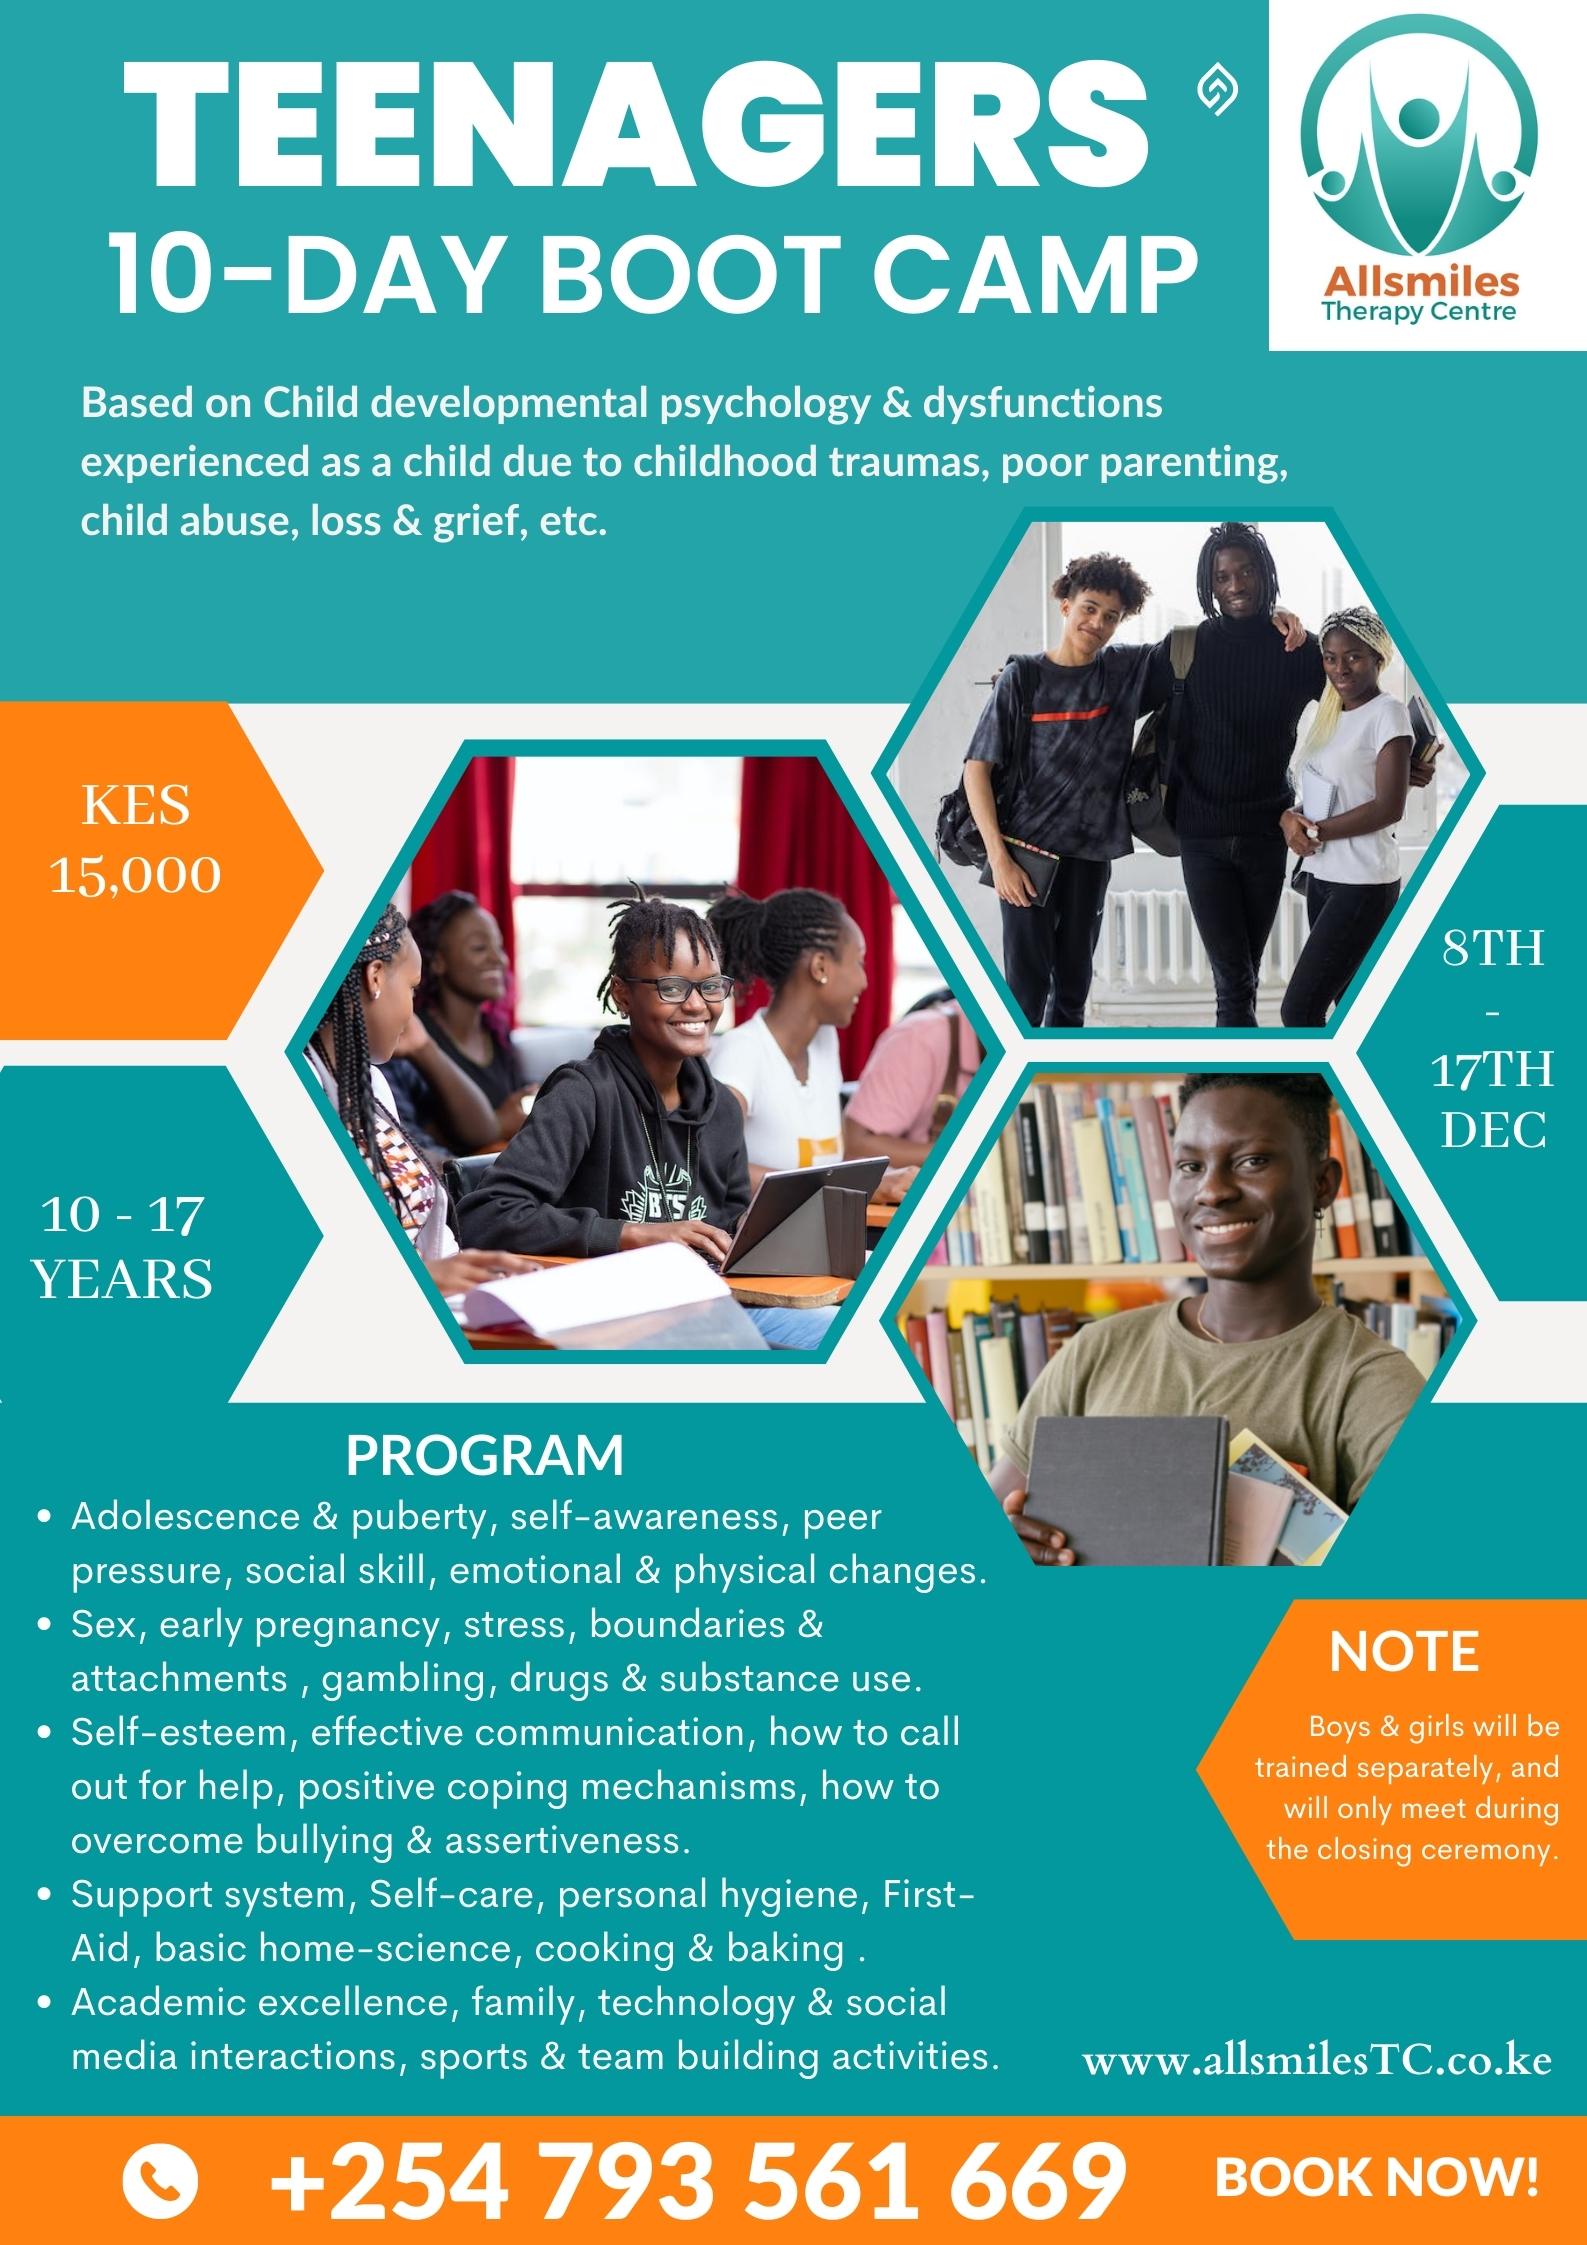 TEENAGERS
10-DAY BOOT CAMP
Allsmiles
Therapy Centre
Based on Child developmental psychology & dysfunctions
experienced as a child due to childhood traumas, poor parenting,
child abuse, loss & grief, etc.
KES
15,000
8TH
-
17TH
DEC
BTS
10 - 17
YEARS
PROGRAM
• Adolescence & puberty, self-awareness, peer
pressure, social skill, emotional & physical changes.
• Sex, early pregnancy, stress, boundaries &
attachments , gambling, drugs & substance use.
• Self-esteem, effective communication, how to call
out for help, positive coping mechanisms, how to
overcome bullying & assertiveness.
• Support system, Self-care, personal hygiene, First-
Aid, basic home-science, cooking & baking .
• Academic excellence, family, technology & social
media interactions, sports & team building activities.
NOTE
Boys & girls will be
trained separately, and
will only meet during
the closing ceremony.
www.allsmilesTC.co.ke
+254 793 561 669
BOOK NOW!